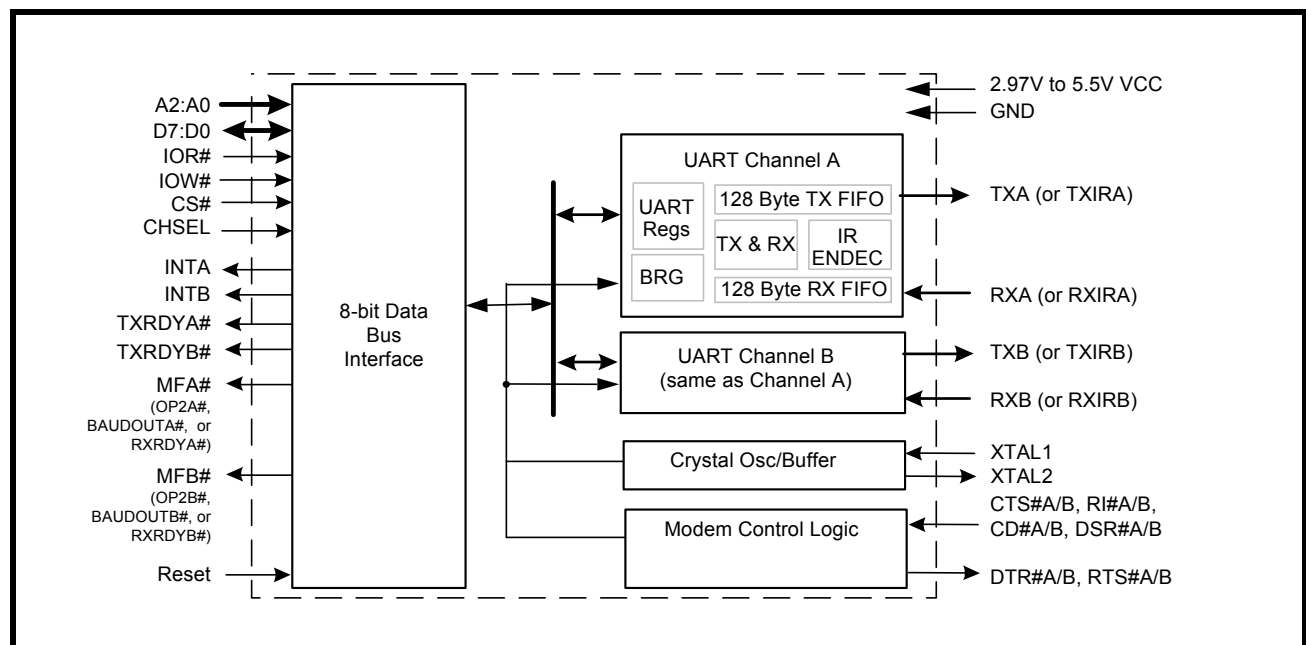 A2:A0
D7:D0
IOR#
IOW#
CS#
CHSEL
INTA
INTB
TXRDYA#
TXRDYB#
MFA#
(OP2A#,
BAUDOUTA#, or
RXRDYA#)
MFB#
(OP2B#,
BAUDOUTB#, or
RXRDYB#)
Reset
8-bit Data
Bus
Interface
UART Channel A
UART
Regs
BRG
128 Byte TX FIFO
TX & RX
IR
ENDEC
128 Byte RX FIFO
UART Channel B
(same as Channel A)
Crystal Osc/Buffer
Modem Control Logic
2.97V to 5.5V VCC
GND
TXA (or TXIRA)
RXA (or RXIRA)
TXB (or TXIRB)
RXB (or RXIRB)
XTAL1
XTAL2
CTS#A/B, RI#A/B,
CD#A/B, DSR#A/B
DTR#A/B, RTS#A/B